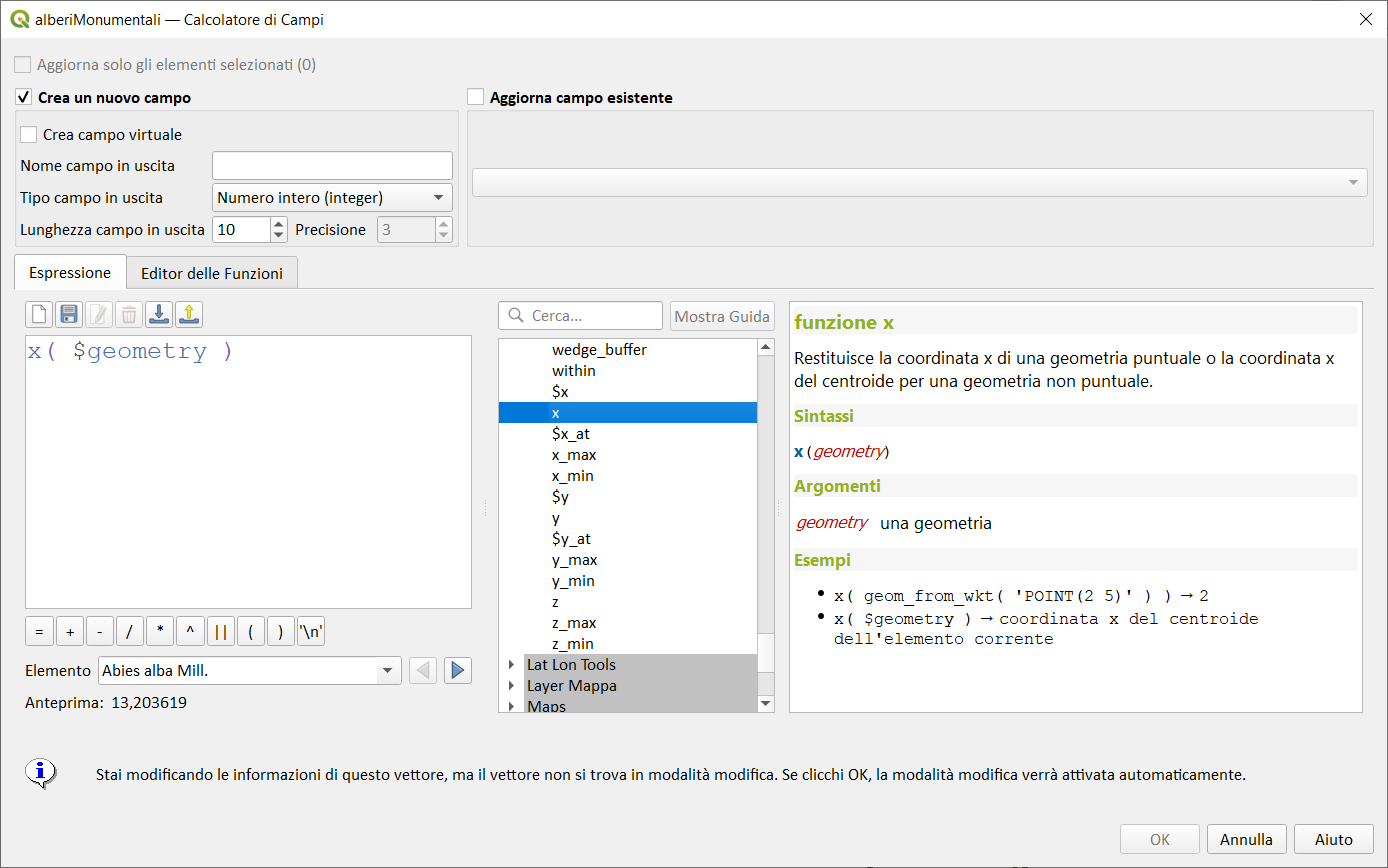 alberiMonumentali — Calcolatore di Campi
Aggiorna solo gli elementi selezionati (0)
Crea un nuovo campo
Aggiorna campo esistente
Crea campo virtuale
Nome campo in uscita
Tipo campo in uscita
Numero intero (integer)
Lunghezza campo in uscita
10
Precisione
3
Espressione
Editor delle Funzioni
x( $geometry )
= + - / * ^ || ( ) '\n'
Elemento
Abies alba Mill.
Anteprima: 13,203619
Cerca...
Mostra Guida
wedge_buffer
within
$x
x
$x_at
x_max
x_min
$y
y
$y_at
y_max
y_min
z
z_max
z_min
Lat Lon Tools
Layer Mappa
Maps
funzione x
Restituisce la coordinata x di una geometria puntuale o la coordinata x
del centroide per una geometria non puntuale.
Sintassi
x(geometry)
Argomenti
geometry una geometria
Esempi
• x( geom_from_wkt( 'POINT(2 5)' ) ) → 2
• x( $geometry ) → coordinata x del centroide
dell'elemento corrente
Stai modificando le informazioni di questo vettore, ma il vettore non si trova in modalità modifica. Se clicchi OK, la modalità modifica verrà attivata automaticamente.
OK
Annulla
Aiuto